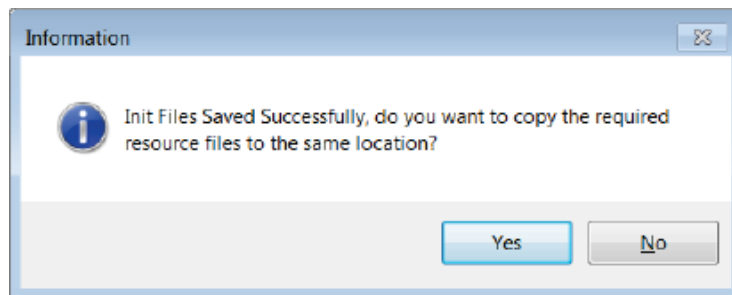 Information
Init Files Saved Successfully, do you want to copy the required
resource files to the same location?
Yes
No